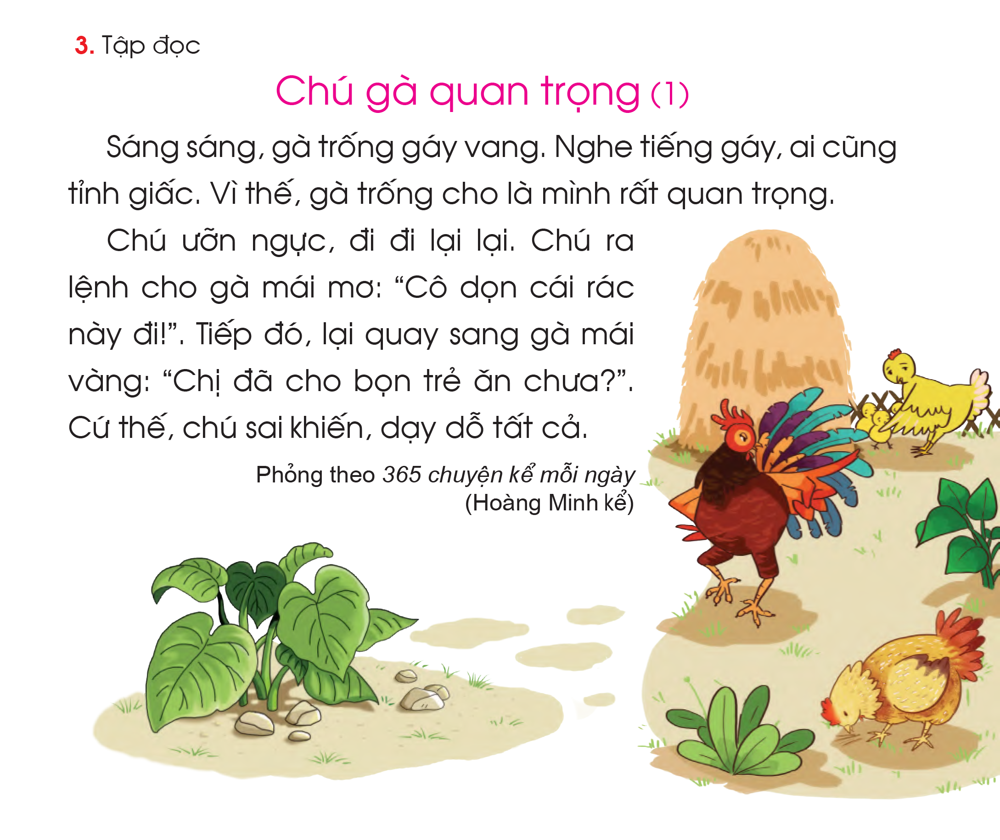 3. Tập đọc
Chú gà quan trọng (1)
Sáng sáng, gà trống gáy vang. Nghe tiếng gáy, ai cũng
tỉnh giấc. Vì thế, gà trống cho là mình rất quan trọng.
Chú ưỡn ngực, đi đi lại lại. Chú ra
lệnh cho gà mái mơ: “Cô dọn cái rác
này đi!”. Tiếp đó, lại quay sang gà mái
vàng: “Chị đã cho bọn trẻ ăn chưa?”.
Cứ thế, chú sai khiến, dạy dỗ tất cả.
Phỏng theo 365 chuyện kể mỗi ngày
(Hoàng Minh kể)